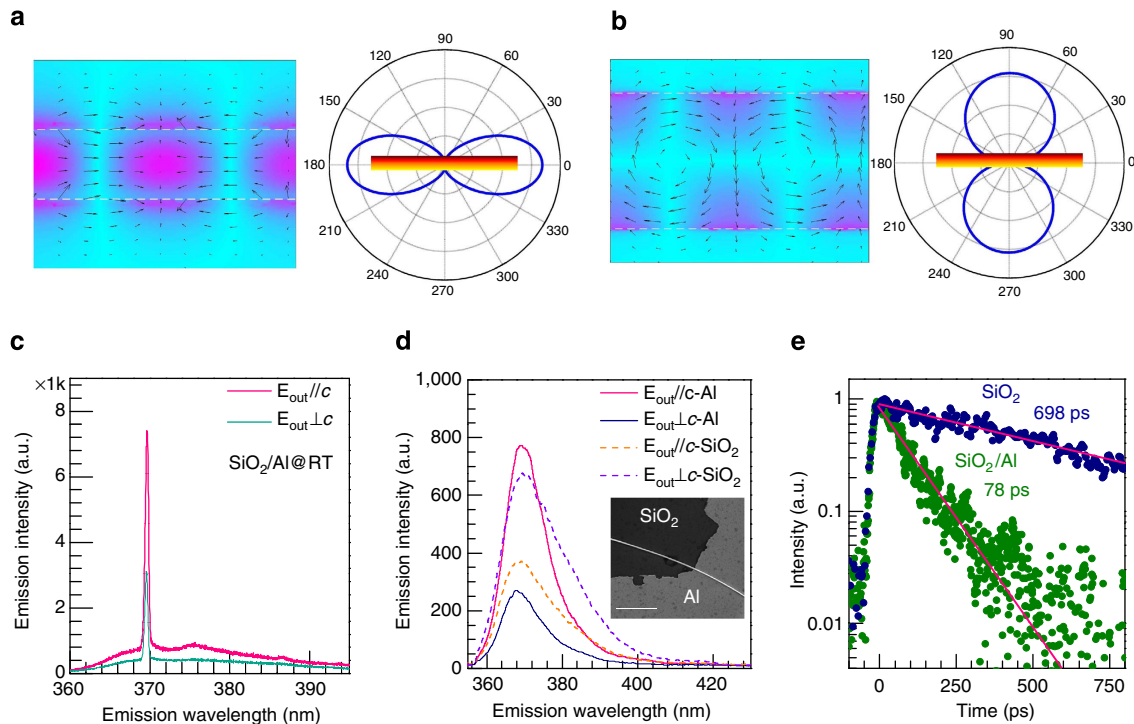 a
90
120
60
150
30
180
0
210
330
240
300
270
b
90
120
60
150
30
180
0
210
330
240
300
270
c
×1k
8
6
4
2
0
360
370
380
390
Emission intensity (a.u.)
Emission wavelength (nm)
E_out//c
E_out⊥c
SiO₂/Al@RT
d
1,000
800
600
400
200
0
360
380
400
420
Emission intensity (a.u.)
Emission wavelength (nm)
E_out//c-Al
E_out⊥c-Al
E_out//c-SiO₂
E_out⊥c-SiO₂
SiO₂
Al
e
1
0.1
0.01
0
250
500
750
Intensity (a.u.)
Time (ps)
SiO₂
698 ps
SiO₂/Al
78 ps